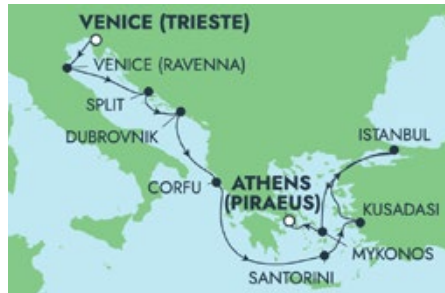 VENICE (TRIESTE)
VENICE (RAVENNA)
SPLIT
DUBROVNIK
ISTANBUL
CORFU
ATHENS
(PIRAEUS)
KUSADASI
MYKONOS
SANTORINI